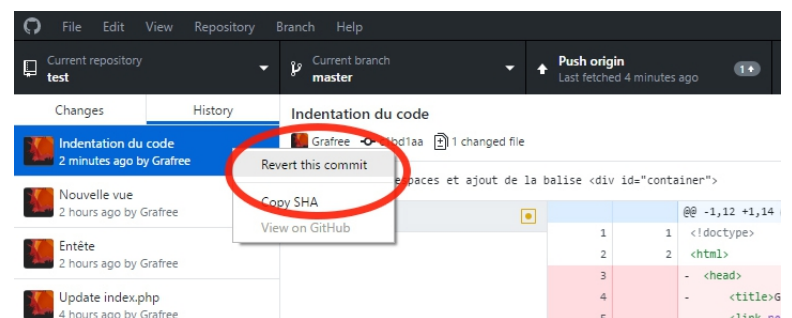 File Edit View Repository Branch Help
Current repository
test
Current branch
master
Push origin
Last fetched 4 minutes ago
1
Changes
History
Indentation du code
2 minutes ago by Grafree
Nouvelle vue
2 hours ago by Grafree
Entête
2 hours ago by Grafree
Update index.php
4 hours ago by Grafree
Indentation du code
Grafree
1 changed file
et ajout de la balise <div id="container">
Revert this commit
Copy SHA
View on GitHub
@@ -1,12 +1,14
1 1 <!doctype>
2 2 <html>
3 - <head>
4 - <title>G
5